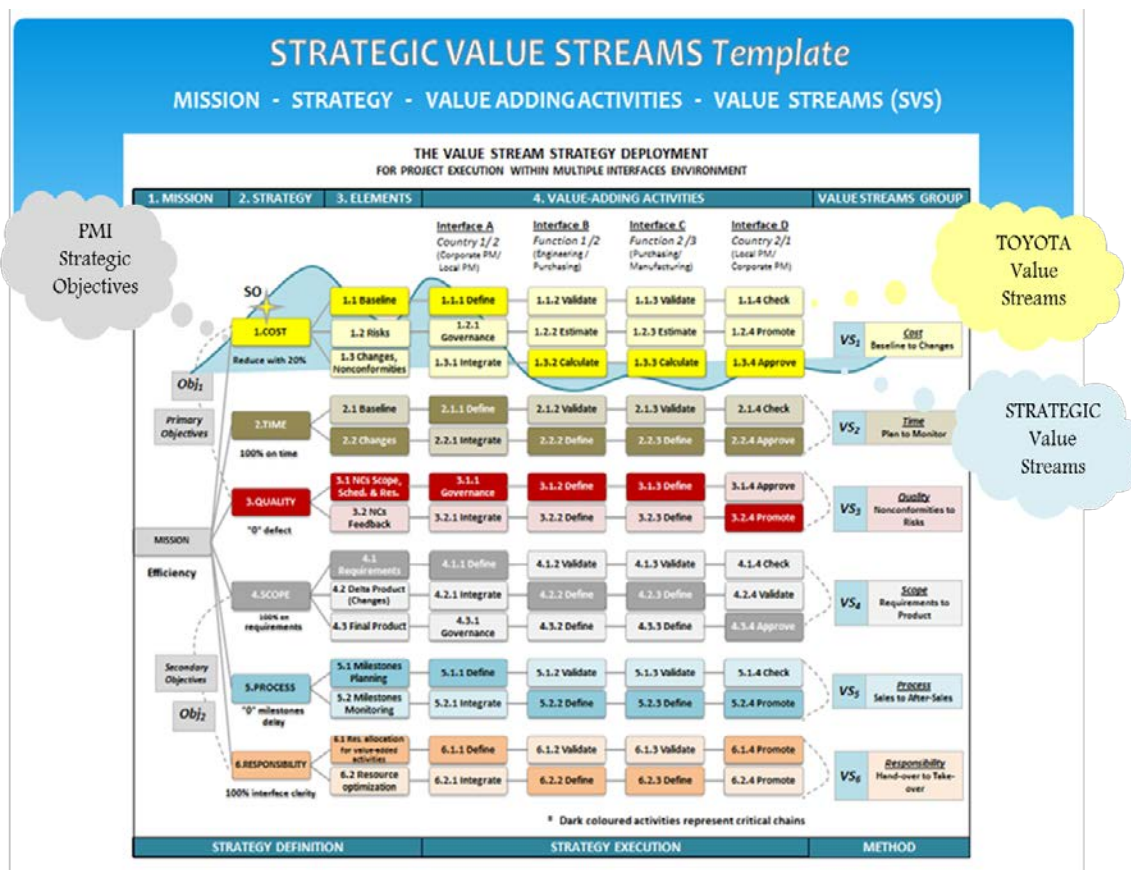 STRATEGIC VALUE STREAMS Template
MISSION - STRATEGY - VALUE ADDING ACTIVITIES - VALUE STREAMS (SVS)
THE VALUE STREAM STRATEGY DEPLOYMENT
FOR PROJECT EXECUTION WITHIN MULTIPLE INTERFACES ENVIRONMENT
1. MISSION
2. STRATEGY
3. ELEMENTS
4. VALUE-ADDING ACTIVITIES
VALUE STREAMS GROUP
PMI
Strategic
Objectives
TOYOTA
Value
Streams
STRATEGIC
Value
Streams
Interface A
Country 1/2
(Corporate PM/
Local PM)
Interface B
Function 1/2
(Engineering /
Purchasing)
Interface C
Function 2/3
(Purchasing/
Manufacturing)
Interface D
Country 2/1
(Local PM/
Corporate PM)
SO
MISSION
Efficiency
Obj1
Primary
Objectives
Secondary
Objectives
Obj2
1.COST
Reduce with 20%
1.1 Baseline
1.1.1 Define
1.1.2 Validate
1.1.3 Validate
1.1.4 Check
1.2 Risks
1.2.1
Governance
1.2.2 Estimate
1.2.3 Estimate
1.2.4 Promote
1.3 Changes,
Nonconformities
1.3.1 Integrate
1.3.2 Calculate
1.3.3 Calculate
1.3.4 Approve
VS1
Cost
Baseline to Changes
2.TIME
100% on time
2.1 Baseline
2.1.1 Define
2.1.2 Validate
2.1.3 Validate
2.1.4 Check
2.2 Changes
2.2.1 Integrate
2.2.2 Define
2.2.3 Define
2.2.4 Approve
VS2
Time
Plan to Monitor
3.QUALITY
"0" defect
3.1 NCs Scope,
Sched. & Res.
3.1.1
Governance
3.1.2 Define
3.1.3 Define
3.1.4 Approve
3.2 NCs
Feedback
3.2.1 Integrate
3.2.2 Define
3.2.3 Define
3.2.4 Promote
VS3
Quality
Nonconformities to
Risks
4.SCOPE
100% on
requirements
4.1
Requirements
4.1.1 Define
4.1.2 Validate
4.1.3 Validate
4.1.4 Check
4.2 Delta Product
(Changes)
4.2.1 Integrate
4.2.2 Define
4.2.3 Define
4.2.4 Validate
4.3 Final Product
4.3.1
Governance
4.3.2 Define
4.3.3 Define
4.3.4 Approve
VS4
Scope
Requirements to
Product
5.PROCESS
"0" milestones
delay
5.1 Milestones
Planning
5.1.1 Define
5.1.2 Validate
5.1.3 Validate
5.1.4 Check
5.2 Milestones
Monitoring
5.2.1 Integrate
5.2.2 Define
5.2.3 Define
5.2.4 Promote
VS5
Process
Sales to After-Sales
6.RESPONSIBILITY
100% interface clarity
6.1 Res. allocation
for value-added
activities
6.1.1 Define
6.1.2 Validate
6.1.3 Validate
6.1.4 Promote
6.2 Resource
optimization
6.2.1 Integrate
6.2.2 Define
6.2.3 Define
6.2.4 Promote
VS6
Responsibility
Hand-over to Take-
over
* Dark coloured activities represent critical chains
STRATEGY DEFINITION
STRATEGY EXECUTION
METHOD